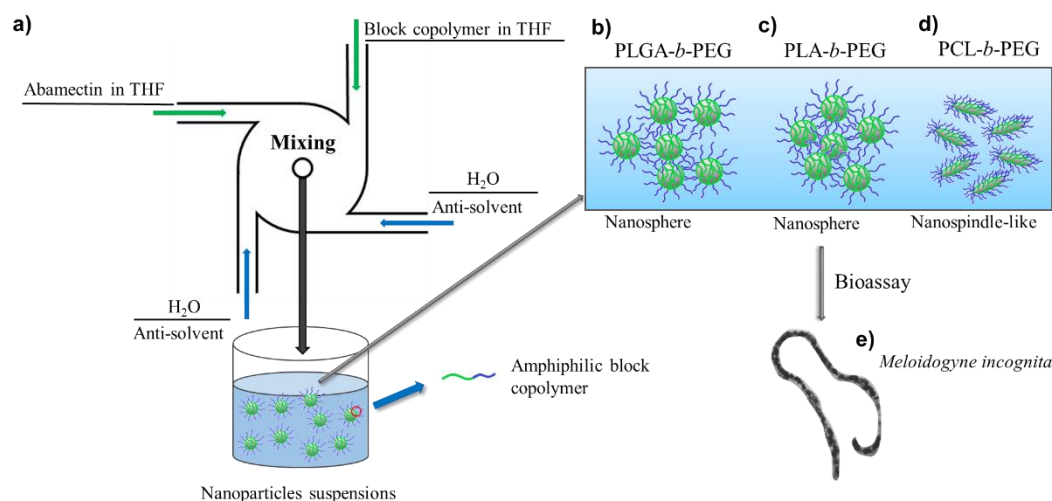 a)
Block copolymer in THF
Abamectin in THF
Mixing
H₂O
Anti-solvent
H₂O
Anti-solvent
Amphiphilic block
copolymer
Nanoparticles suspensions
b)
PLGA-b-PEG
c)
PLA-b-PEG
d)
PCL-b-PEG
Nanosphere
Nanosphere
Nanospindle-like
Bioassay
e)
Meloidogyne incognita